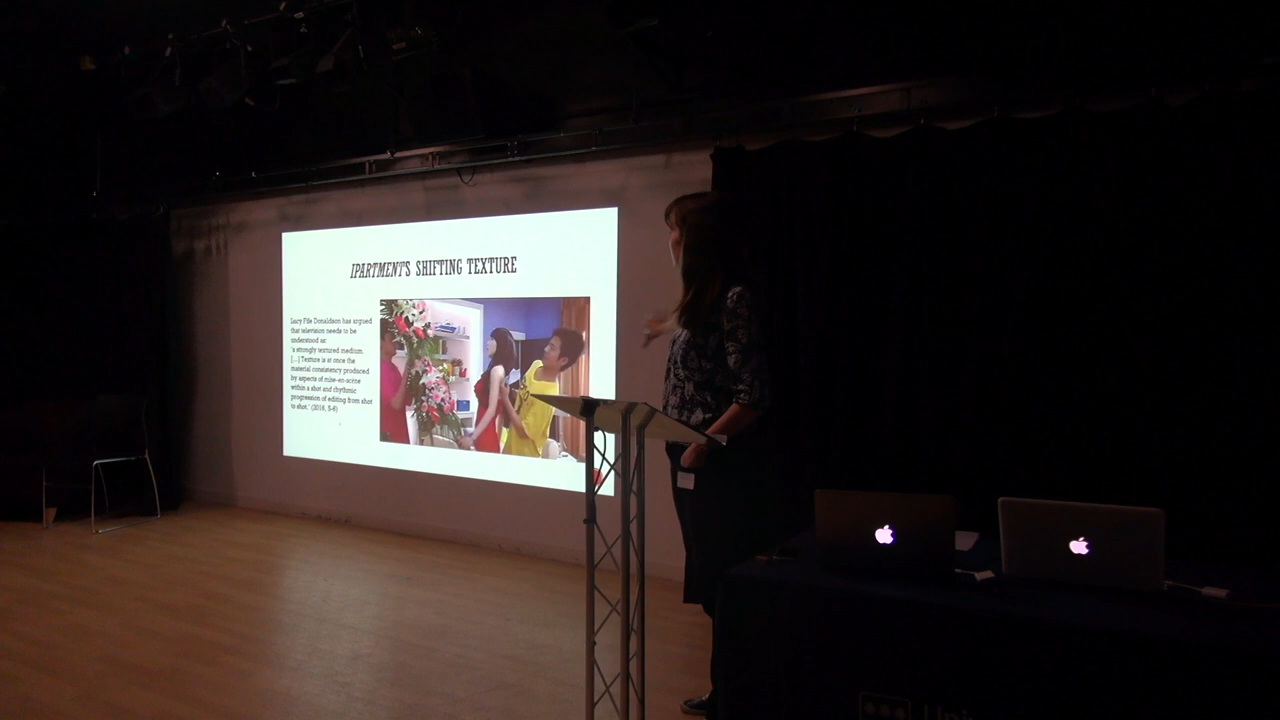 IPARTMENT'S SHIFTING TEXTURE
Lucy Fife Donaldson has argued
that television needs to be
understood as:
'a strongly textured medium.
[...] Texture is at once the
material consistency produced
by aspects of mise-en-scène
within a shot and rhythmic
progression of editing from shot
to shot.' (2016, 5-6)